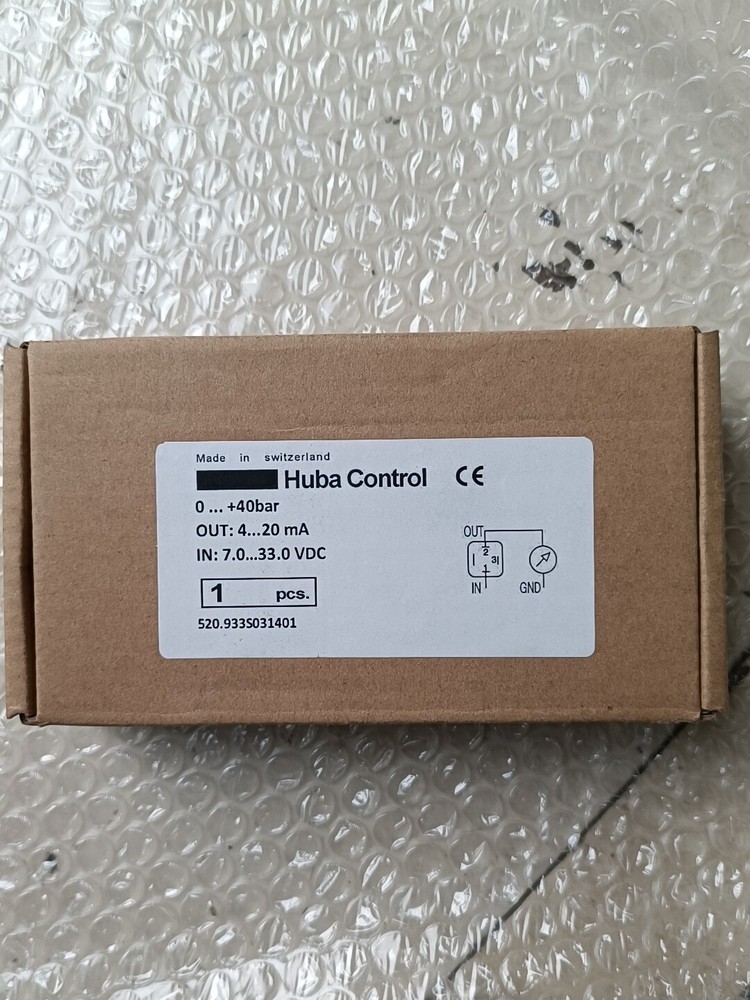 Made in switzerland
Huba Control CE
0 ... +40bar
OUT: 4...20 mA
IN: 7.0...33.0 VDC
1 pcs.
520.933S031401
OUT
2
3
1
IN GND